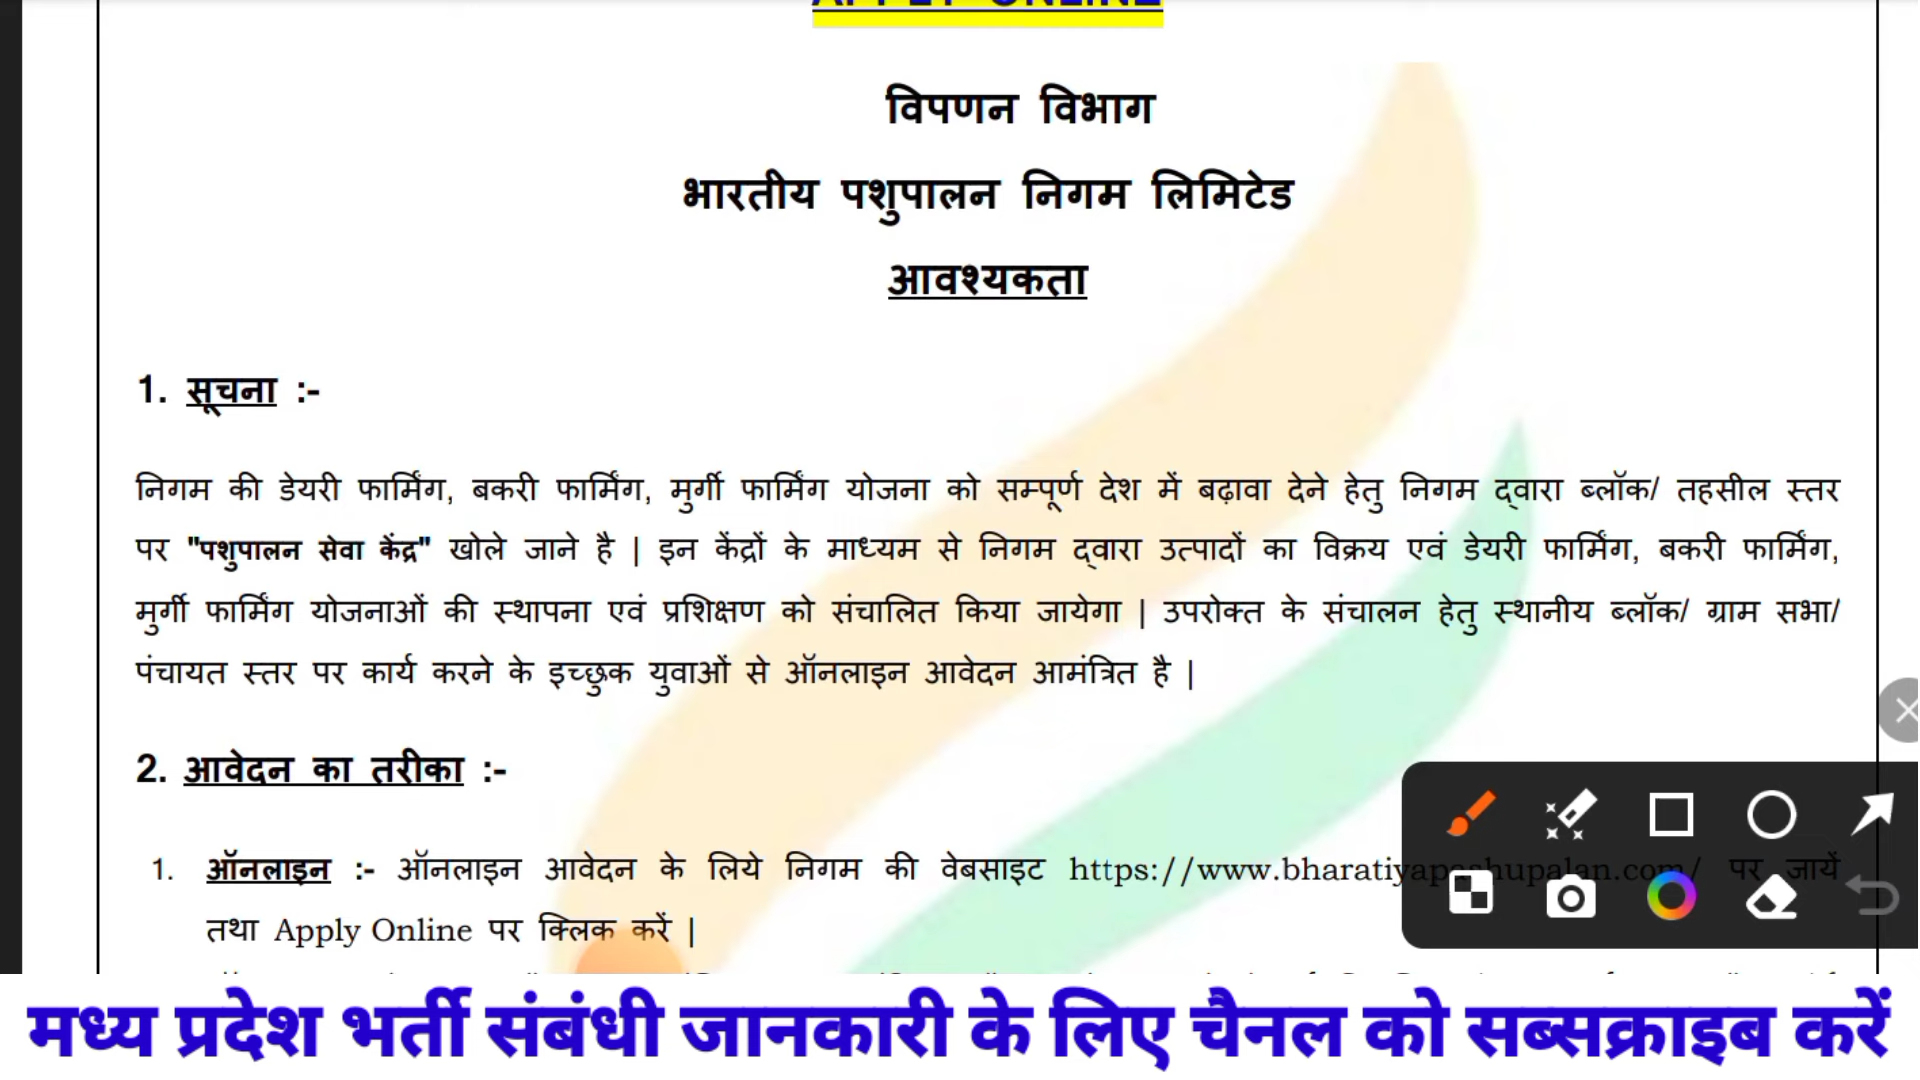 APPLY ONLINE
विपणन विभाग
भारतीय पशुपालन निगम लिमिटेड
आवश्यकता
1. सूचना :-
निगम की डेयरी फार्मिंग, बकरी फार्मिंग, मुर्गी फार्मिंग योजना को सम्पूर्ण देश में बढ़ावा देने हेतु निगम द्वारा ब्लॉक/ तहसील स्तर
पर "पशुपालन सेवा केंद्र" खोले जाने है | इन केंद्रों के माध्यम से निगम द्वारा उत्पादों का विक्रय एवं डेयरी फार्मिंग, बकरी फार्मिंग,
मुर्गी फार्मिंग योजनाओं की स्थापना एवं प्रशिक्षण को संचालित किया जायेगा | उपरोक्त के संचालन हेतु स्थानीय ब्लॉक/ ग्राम सभा/
पंचायत स्तर पर कार्य करने के इच्छुक युवाओं से ऑनलाइन आवेदन आमंत्रित है |
2. आवेदन का तरीका :-
1. ऑनलाइन :- ऑनलाइन आवेदन के लिये निगम की वेबसाइट https://www.bharatiyapashupalan.com/ पर जायें
तथा Apply Online पर क्लिक करें |
मध्य प्रदेश भर्ती संबंधी जानकारी के लिए चैनल को सब्सक्राइब करें